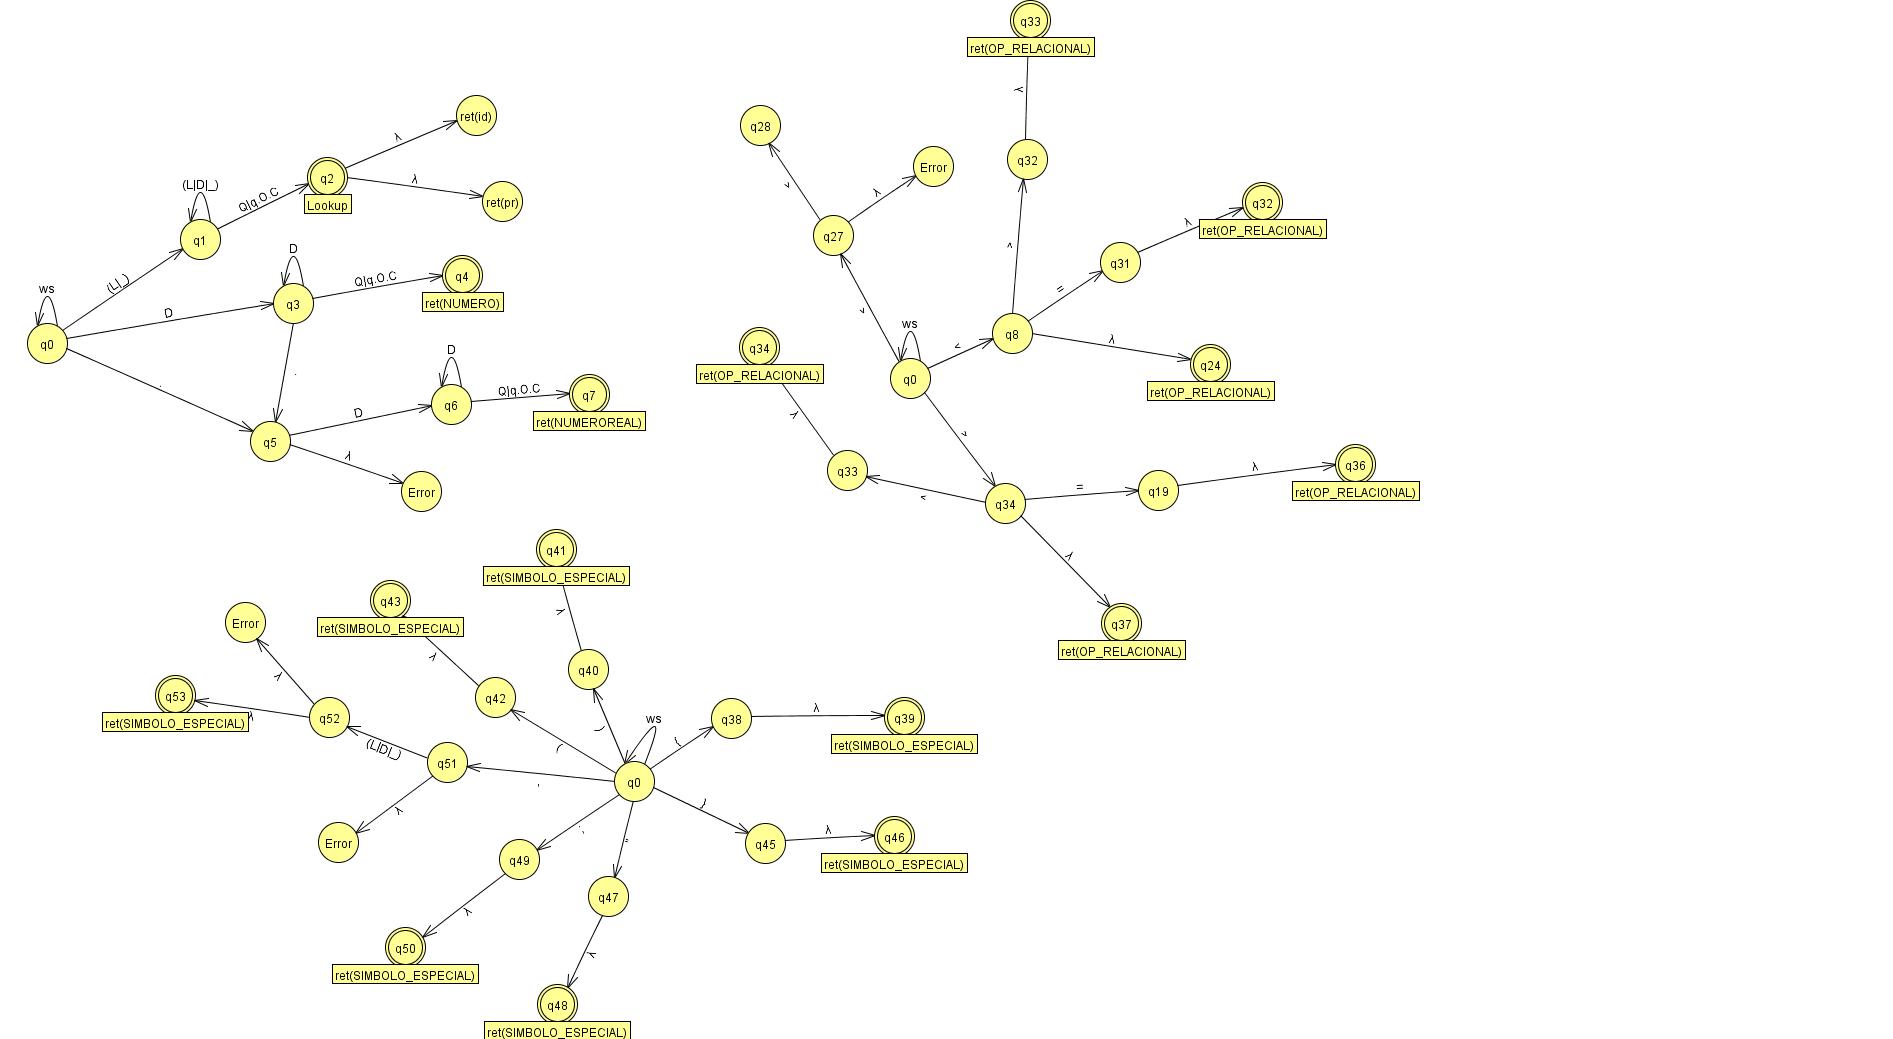 q33
ret(OP_RELACIONAL)
λ
q28
Error
q32
λ
q27
q32
ret(OP_RELACIONAL)
λ
q31
=
q8
λ
q24
ret(OP_RELACIONAL)
ws
q0
<
q34
ret(OP_RELACIONAL)
λ
q33
<
q34
=
q19
λ
q36
ret(OP_RELACIONAL)
λ
q37
ret(OP_RELACIONAL)
ret(id)
λ
q2
Lookup
λ
ret(pr)
(L|D|_)
Q|q.O.C
q1
(L|_)
ws
q0
D
D
q3
Q|q.O.C
q4
ret(NUMERO)
.
.
q5
D
D
q6
Q|q.O.C
q7
ret(NUMEROREAL)
λ
Error
q41
ret(SIMBOLO_ESPECIAL)
λ
q40
)
q43
ret(SIMBOLO_ESPECIAL)
λ
q42
(
Error
λ
q53
ret(SIMBOLO_ESPECIAL)
λ
q52
(L|D|_)
q51
λ
Error
ws
q0
{
q38
λ
q39
ret(SIMBOLO_ESPECIAL)
}
q45
λ
q46
ret(SIMBOLO_ESPECIAL)
;
q49
λ
q50
ret(SIMBOLO_ESPECIAL)
q47
λ
q48
ret(SIMBOLO_ESPECIAL)